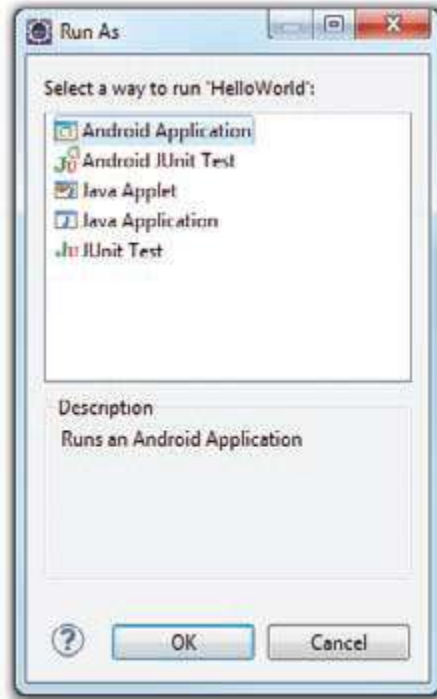 Run As
Select a way to run 'HelloWorld':
Android Application
Android JUnit Test
Java Applet
Java Application
JUnit Test
Description
Runs an Android Application
OK
Cancel